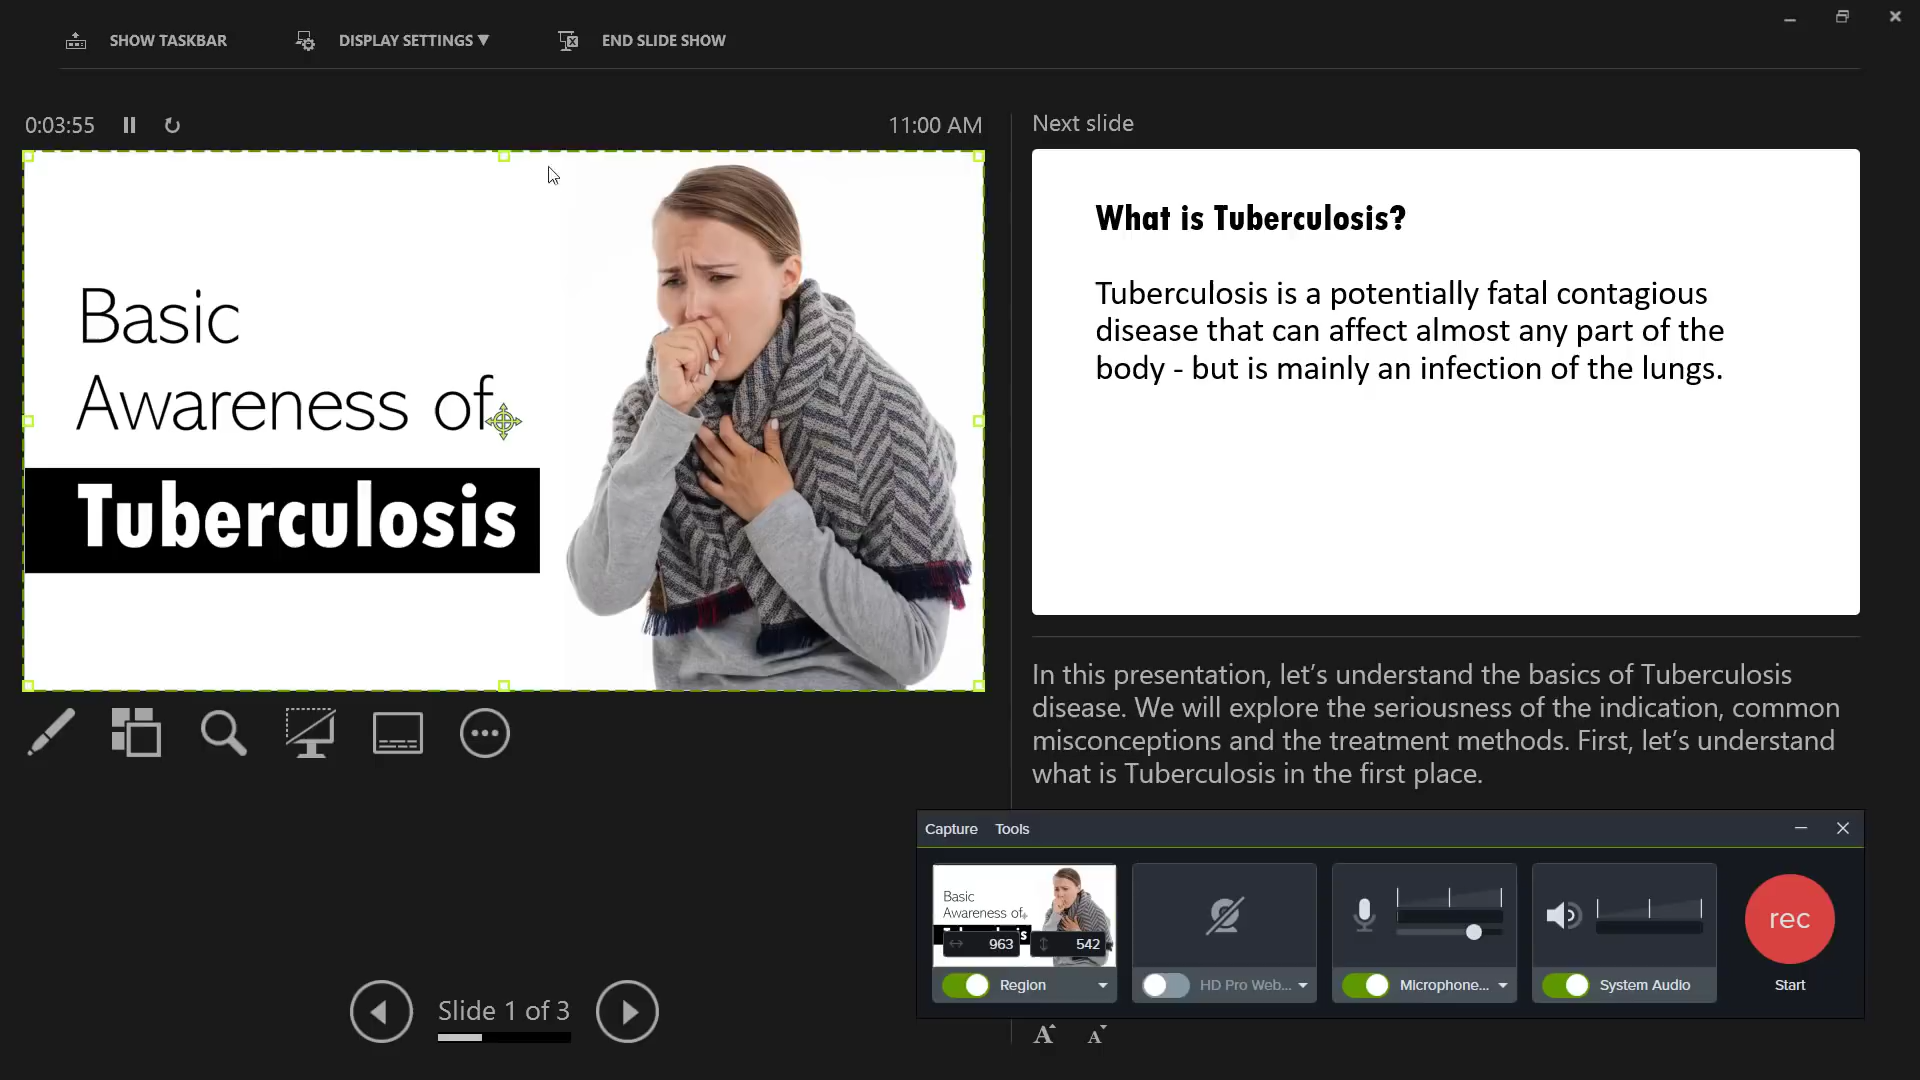 SHOW TASKBAR
DISPLAY SETTINGS ▼
END SLIDE SHOW
0:03:55
11:00 AM
Basic
Awareness of
Tuberculosis
Next slide
What is Tuberculosis?
Tuberculosis is a potentially fatal contagious
disease that can affect almost any part of the
body - but is mainly an infection of the lungs.
In this presentation, let’s understand the basics of Tuberculosis
disease. We will explore the seriousness of the indication, common
misconceptions and the treatment methods. First, let’s understand
what is Tuberculosis in the first place.
Capture Tools
Basic
Awareness of
963 542
Region
HD Pro Web...
Microphone...
System Audio
rec
Start
Slide 1 of 3
A A